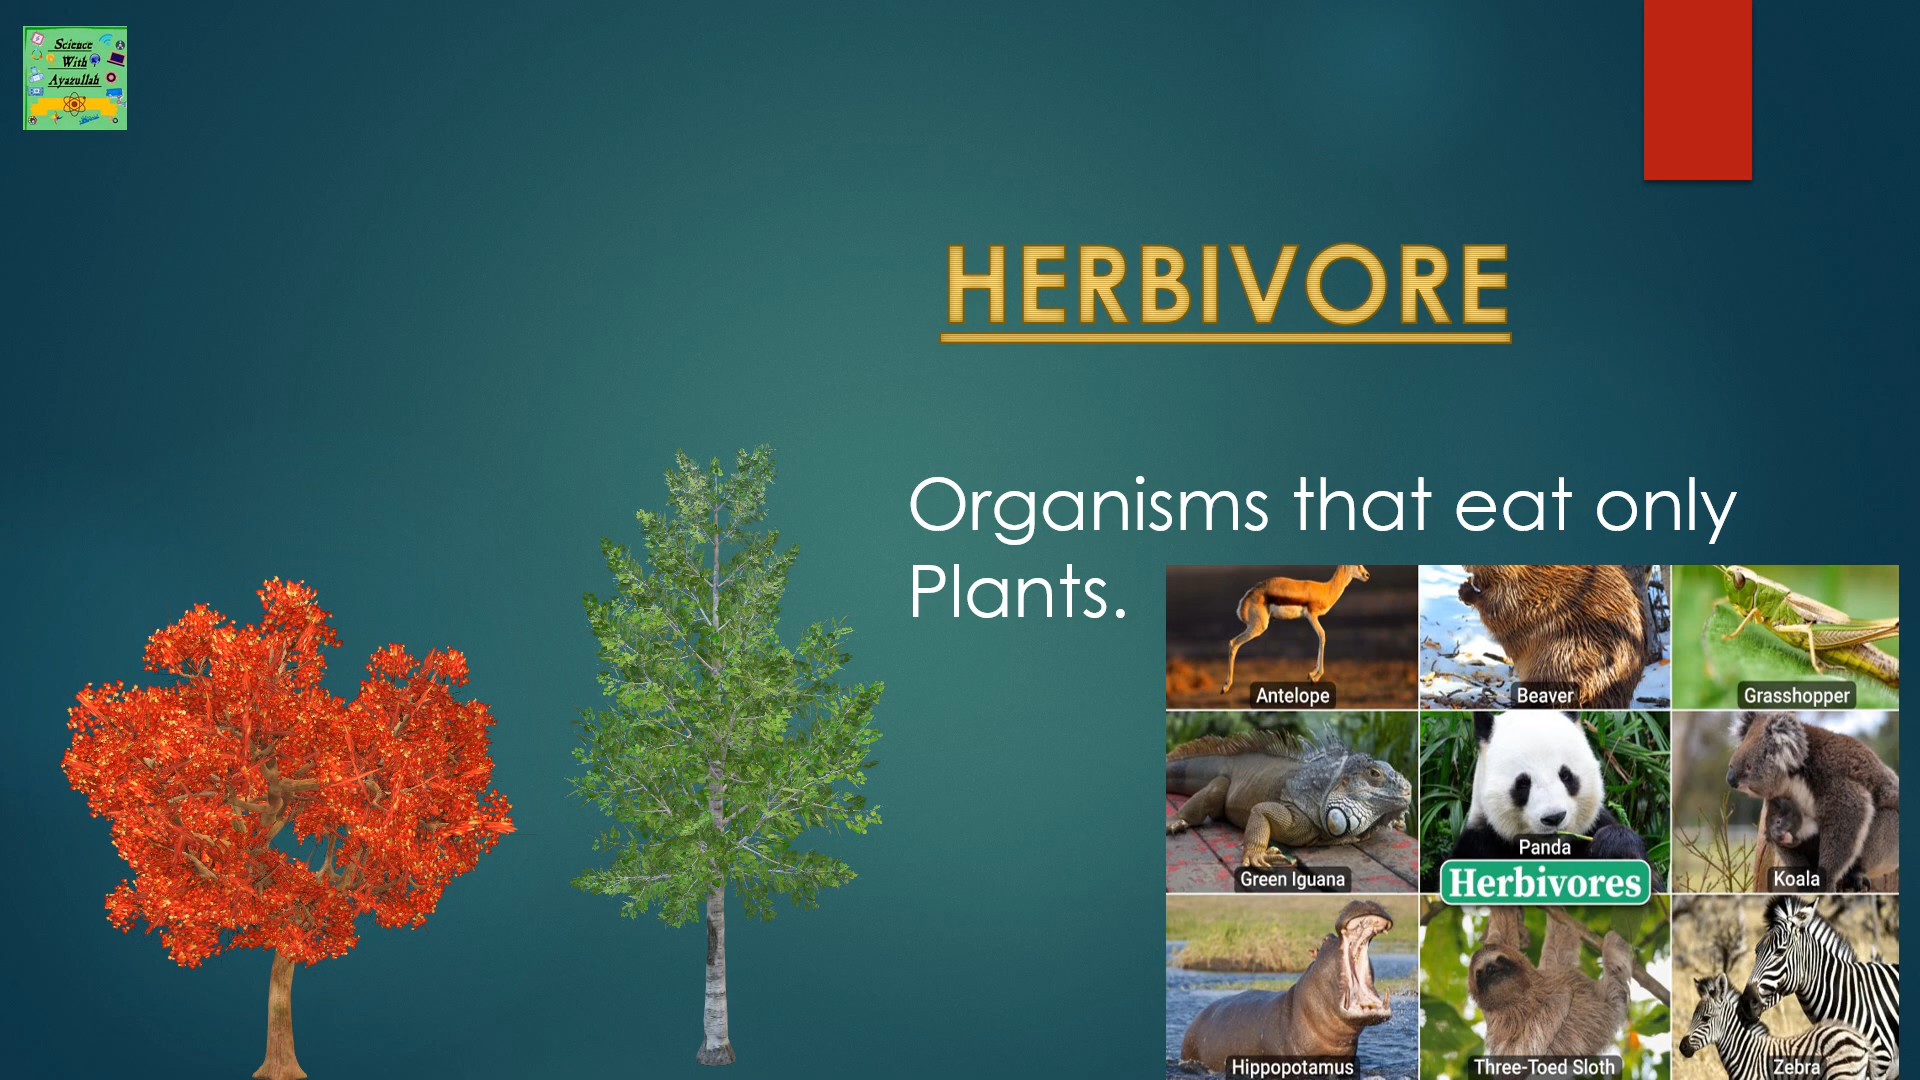 Science
With
Ayazullah
HERBIVORE
Organisms that eat only
Plants.
Antelope
Beaver
Grasshopper
Green Iguana
Panda
Koala
Herbivores
Hippopotamus
Three-Toed Sloth
Zebra